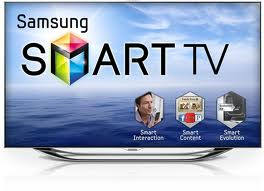 Samsung
SMART TV
Smart
Interaction
Smart
Content
Smart
Evolution